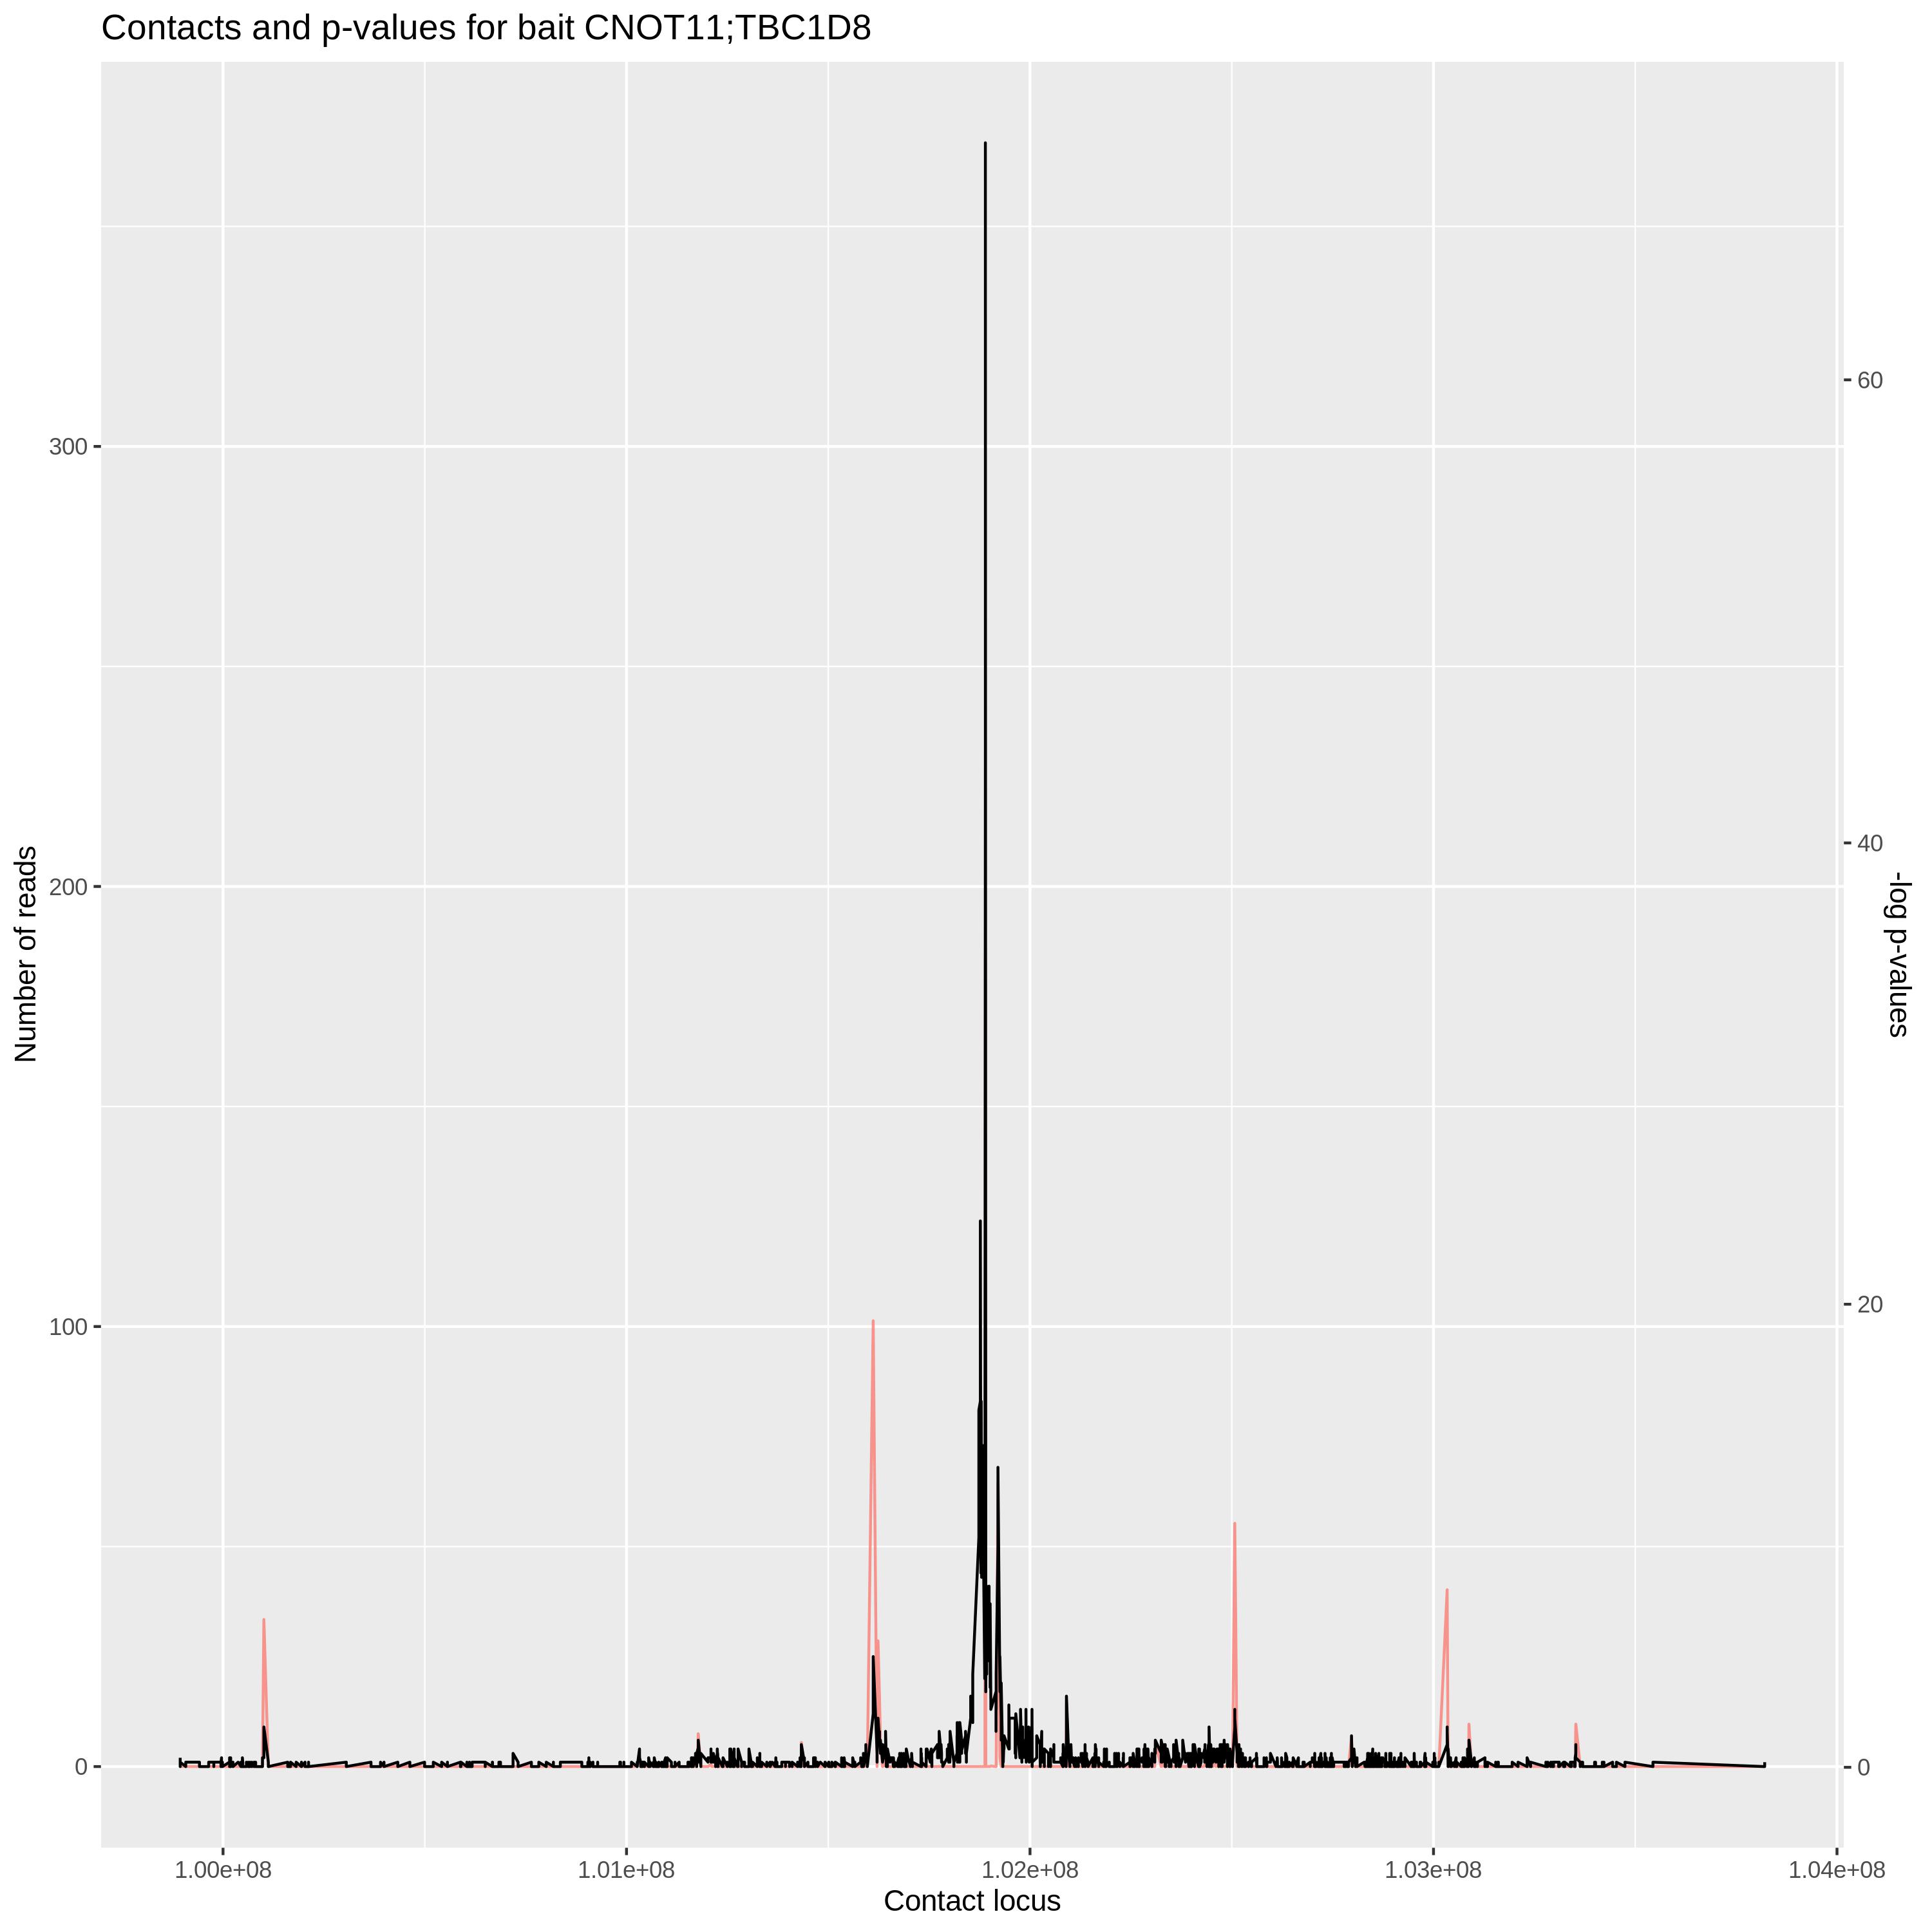 Contacts and p-values for bait CNOT11;TBC1D8
Number of reads
300
200
100
0
60
40
20
0
-log p-values
1.00e+08
1.01e+08
1.02e+08
1.03e+08
1.04e+08
Contact locus